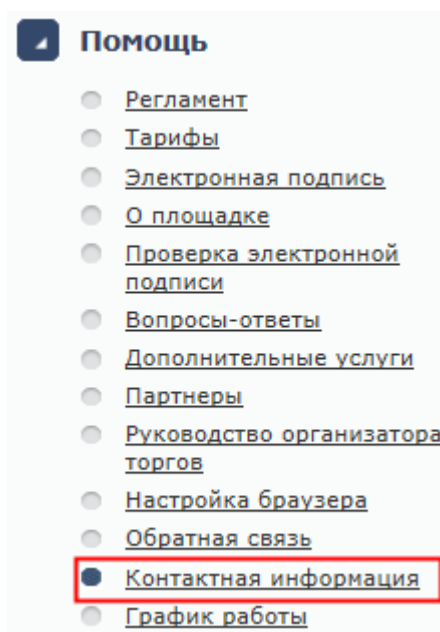 Помощь
Регламент
Тарифы
Электронная подпись
О площадке
Проверка электронной
подписи
Вопросы-ответы
Дополнительные услуги
Партнеры
Руководство организатора
торгов
Настройка браузера
Обратная связь
Контактная информация
График работы